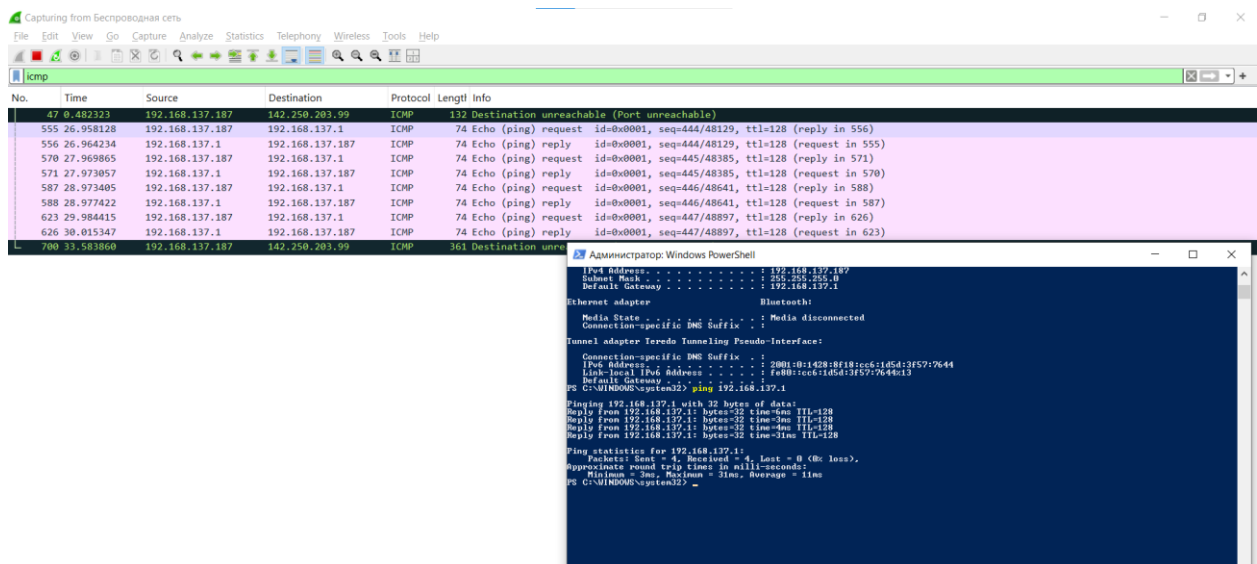 Capturing from Беспроводная сеть
File Edit View Go Capture Analyze Statistics Telephony Wireless Tools Help
icmp
No. Time Source Destination Protocol Lengtl Info
47 0.482323 192.168.137.187 142.250.203.99 ICMP 132 Destination unreachable (Port unreachable)
555 26.958128 192.168.137.187 192.168.137.1 ICMP 74 Echo (ping) request id=0x0001, seq=444/48129, ttl=128 (reply in 556)
556 26.964234 192.168.137.1 192.168.137.187 ICMP 74 Echo (ping) reply id=0x0001, seq=444/48129, ttl=128 (request in 555)
570 27.969865 192.168.137.187 192.168.137.1 ICMP 74 Echo (ping) request id=0x0001, seq=445/48385, ttl=128 (reply in 571)
571 27.973057 192.168.137.1 192.168.137.187 ICMP 74 Echo (ping) reply id=0x0001, seq=445/48385, ttl=128 (request in 570)
587 28.973405 192.168.137.187 192.168.137.1 ICMP 74 Echo (ping) request id=0x0001, seq=446/48641, ttl=128 (reply in 588)
588 28.977422 192.168.137.1 192.168.137.187 ICMP 74 Echo (ping) reply id=0x0001, seq=446/48641, ttl=128 (request in 587)
623 29.984415 192.168.137.187 192.168.137.1 ICMP 74 Echo (ping) request id=0x0001, seq=447/48897, ttl=128 (reply in 626)
626 30.015347 192.168.137.1 192.168.137.187 ICMP 74 Echo (ping) reply id=0x0001, seq=447/48897, ttl=128 (request in 623)
700 33.583860 192.168.137.187 142.250.203.99 ICMP 361 Destination unre
Администратор: Windows PowerShell
IPv4 Address. . . . . . . . . . . : 192.168.137.187
Subnet Mask . . . . . . . . . . . : 255.255.255.0
Default Gateway . . . . . . . . . : 192.168.137.1
Ethernet adapter Bluetooth:
Media State . . . . . . . . . . . : Media disconnected
Connection-specific DNS Suffix . :
Tunnel adapter Teredo Tunneling Pseudo-Interface:
Connection-specific DNS Suffix . :
IPv6 Address. . . . . . . . . . . : 2001:0:1428:8f18:cc6:1d5d:3f57:7644
Link-local IPv6 Address . . . . . : fe80::cc6:1d5d:3f57:7644%13
Default Gateway . . . . . . . . . :
PS C:\WINDOWS\system32> ping 192.168.137.1
Pinging 192.168.137.1 with 32 bytes of data:
Reply from 192.168.137.1: bytes=32 time=6ms TTL=128
Reply from 192.168.137.1: bytes=32 time=3ms TTL=128
Reply from 192.168.137.1: bytes=32 time=4ms TTL=128
Reply from 192.168.137.1: bytes=32 time=31ms TTL=128
Ping statistics for 192.168.137.1:
Packets: Sent = 4, Received = 4, Lost = 0 (0% loss),
Approximate round trip times in milli-seconds:
Minimum = 3ms, Maximum = 31ms, Average = 11ms
PS C:\WINDOWS\system32> _